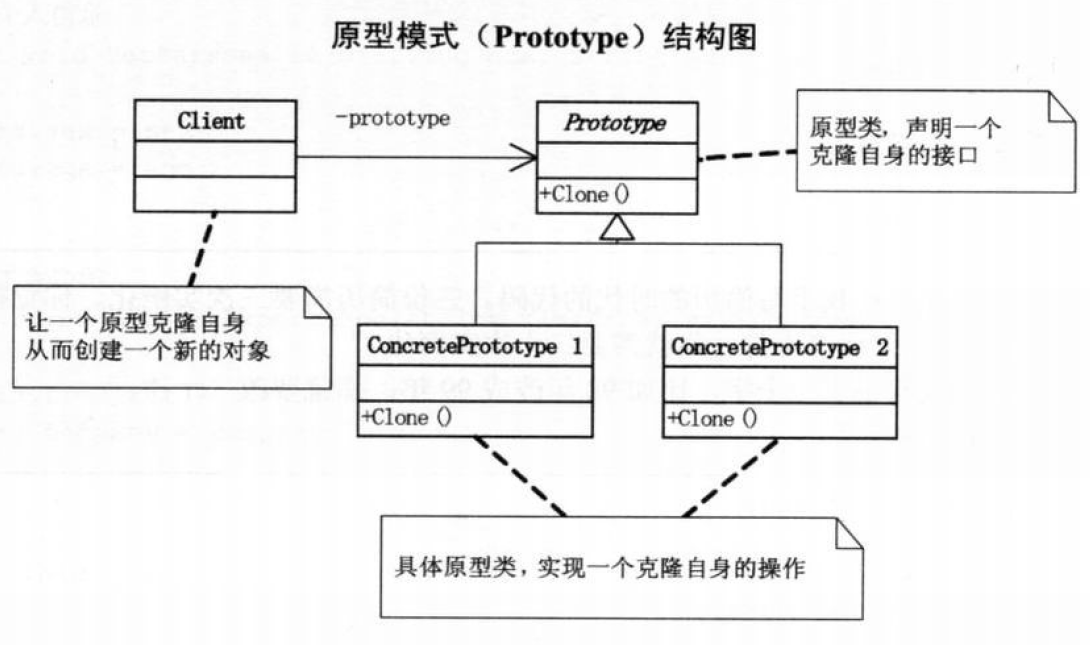 原型模式（Prototype）结构图
Client
-prototype
Prototype
+Clone()
原型类，声明一个
克隆自身的接口
让一个原型克隆自身
从而创建一个新的对象
ConcretePrototype 1
+Clone()
ConcretePrototype 2
+Clone()
具体原型类，实现一个克隆自身的操作